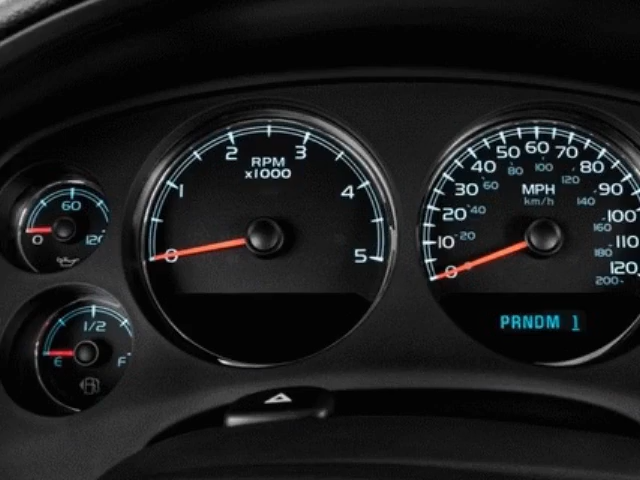 0 60 120
E 1/2 F
0 1 2 3 4 5
RPM
x1000
0 10 20 30 40 50 60 70 80 90 100 110 120
20 40 60 80 100 120 140 160 180 200
MPH
km/h
PRNDM 1